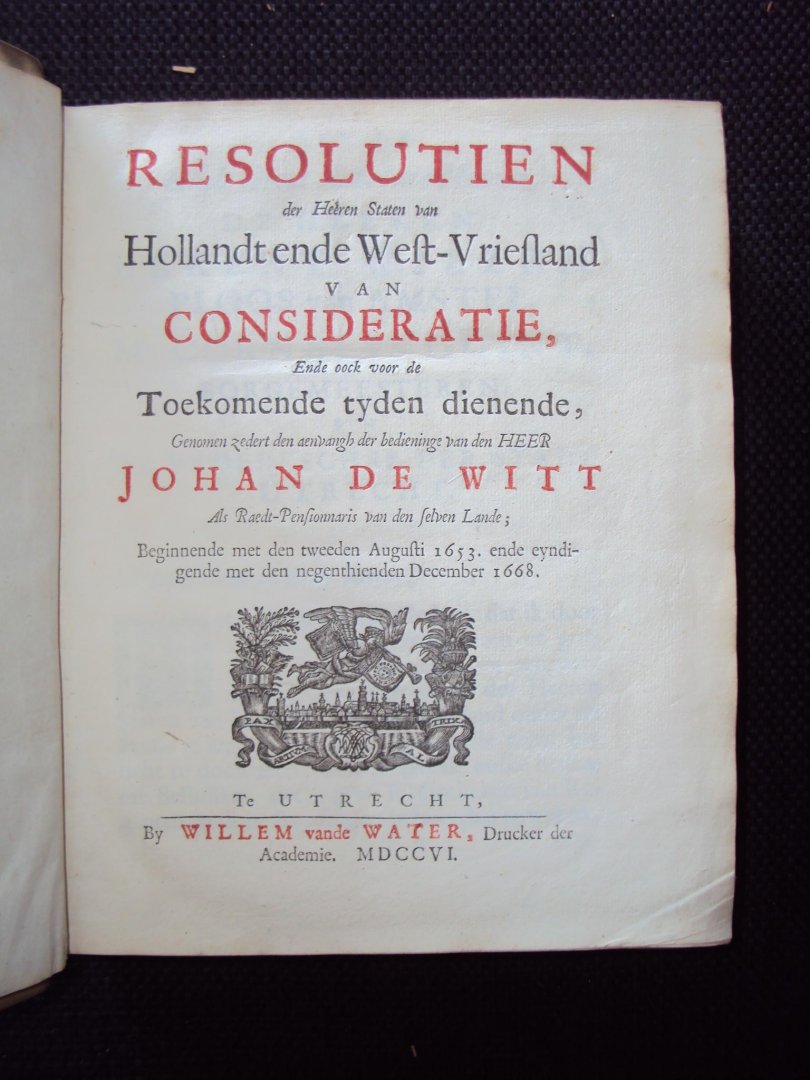 RESOLUTIEN
der Heeren Staten van
Hollandt ende Weſt-Vrieſland
VAN
CONSIDERATIE,
Ende oock voor de
Toekomende tyden dienende,
Genomen zedert den aenvangh der bedieninge van den HEER
JOHAN DE WITT
Als Raedt-Penſionnaris van den ſelven Lande;
Beginnende met den tweeden Auguſti 1653. ende eyndi-
gende met den negenthienden December 1668.
PAX ARTIUM ALTRIX
Te UTRECHT,
By WILLEM vande WATER, Drucker der
Academie. MDCCVI.